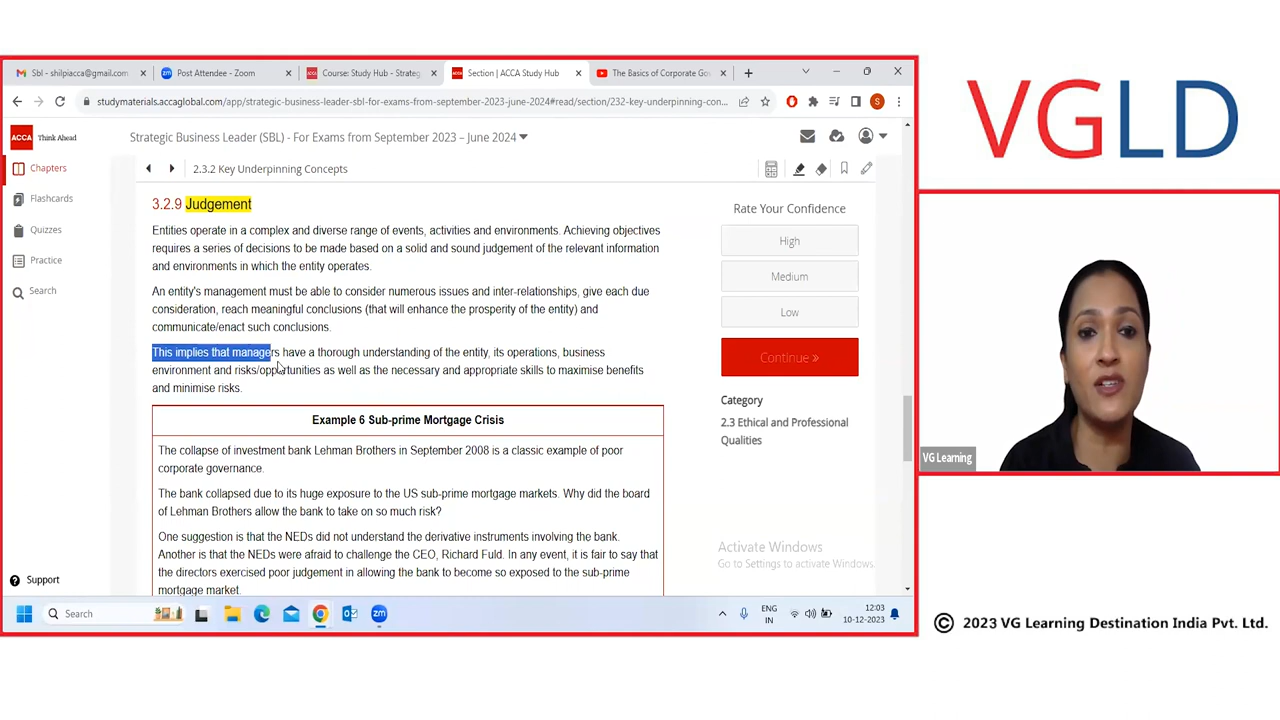 Sbl - shilpiacca@gmail.com
Post Attendee - Zoom
ACCA
Course: Study Hub - Strateg
ACCA
Section | ACCA Study Hub
The Basics of Corporate Gov
studymaterials.accaglobal.com/app/strategic-business-leader-sbl-for-exams-from-september-2023-june-2024#read/section/232-key-underpinning-con...
S
ACCA Think Ahead
Strategic Business Leader (SBL) - For Exams from September 2023 – June 2024
Chapters
Flashcards
Quizzes
Practice
Search
Support
2.3.2 Key Underpinning Concepts
3.2.9 Judgement
Entities operate in a complex and diverse range of events, activities and environments. Achieving objectives
requires a series of decisions to be made based on a solid and sound judgement of the relevant information
and environments in which the entity operates.
An entity's management must be able to consider numerous issues and inter-relationships, give each due
consideration, reach meaningful conclusions (that will enhance the prosperity of the entity) and
communicate/enact such conclusions.
This implies that managers have a thorough understanding of the entity, its operations, business
environment and risks/opportunities as well as the necessary and appropriate skills to maximise benefits
and minimise risks.
Example 6 Sub-prime Mortgage Crisis
The collapse of investment bank Lehman Brothers in September 2008 is a classic example of poor
corporate governance.
The bank collapsed due to its huge exposure to the US sub-prime mortgage markets. Why did the board
of Lehman Brothers allow the bank to take on so much risk?
One suggestion is that the NEDs did not understand the derivative instruments involving the bank.
Another is that the NEDs were afraid to challenge the CEO, Richard Fuld. In any event, it is fair to say that
the directors exercised poor judgement in allowing the bank to become so exposed to the sub-prime
mortgage market.
Rate Your Confidence
High
Medium
Low
Continue »
Category
2.3 Ethical and Professional
Qualities
Activate Windows
Go to Settings to activate Windows.
Search
zm
ENG
IN
12:03
10-12-2023
VGLD
VG Learning
© 2023 VG Learning Destination India Pvt. Ltd.